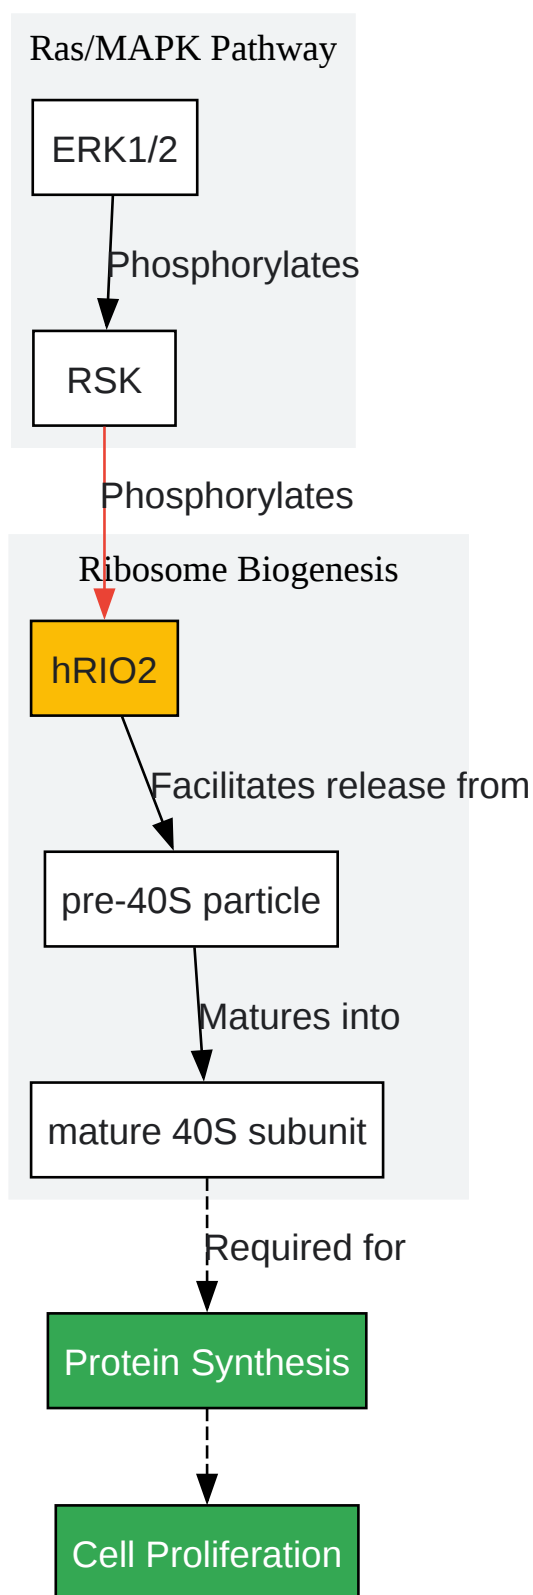 Ras/MAPK Pathway
ERK1/2
Phosphorylates
RSK
Phosphorylates
Ribosome Biogenesis
hRIO2
Facilitates release from
pre-40S particle
Matures into
mature 40S subunit
Required for
Protein Synthesis
Cell Proliferation